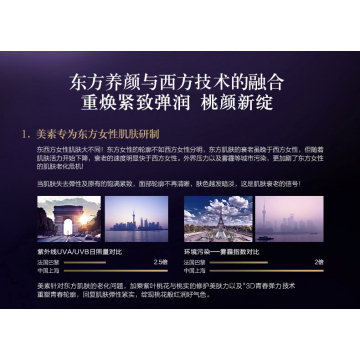 东方养颜与西方技术的融合
重焕紧致弹润 桃颜新绽
1. 美素专为东方女性肌肤研制
东西方女性肌肤大不同！东方女性的轮廓不如西方女性分明，东方肌肤的衰老虽晚于西方女性，但随着
肌肤活力开始下降，衰老的速度明显快于西方女性。外界压力以及雾霾等城市污染，更加剧了东方女性
的肌肤老化危机!
当肌肤失去弹性及原有的饱满紧致，面部轮廓不再清晰，肤色越发暗淡，这是肌肤衰老的信号!
紫外线UVA/UVB日照量对比
法国巴黎 2.5倍
中国上海
环境污染—雾霾指数对比
法国巴黎 2倍
中国上海
美素针对东方肌肤的老化问题，加乘紫叶桃花与桃实的修护美肤力以及"3D青春弹力技术
重塑青春轮廓，回复肌肤弹性紧实，绽现桃花般红润好气色。